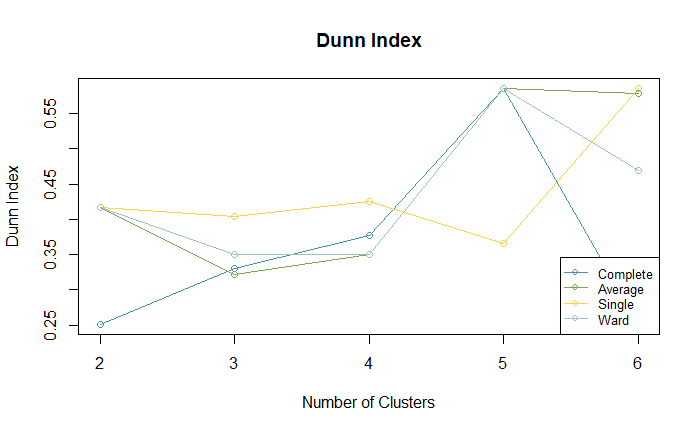 Dunn Index
Dunn Index
0.55
0.45
0.35
0.25
Complete
Average
Single
Ward
2 3 4 5 6
Number of Clusters